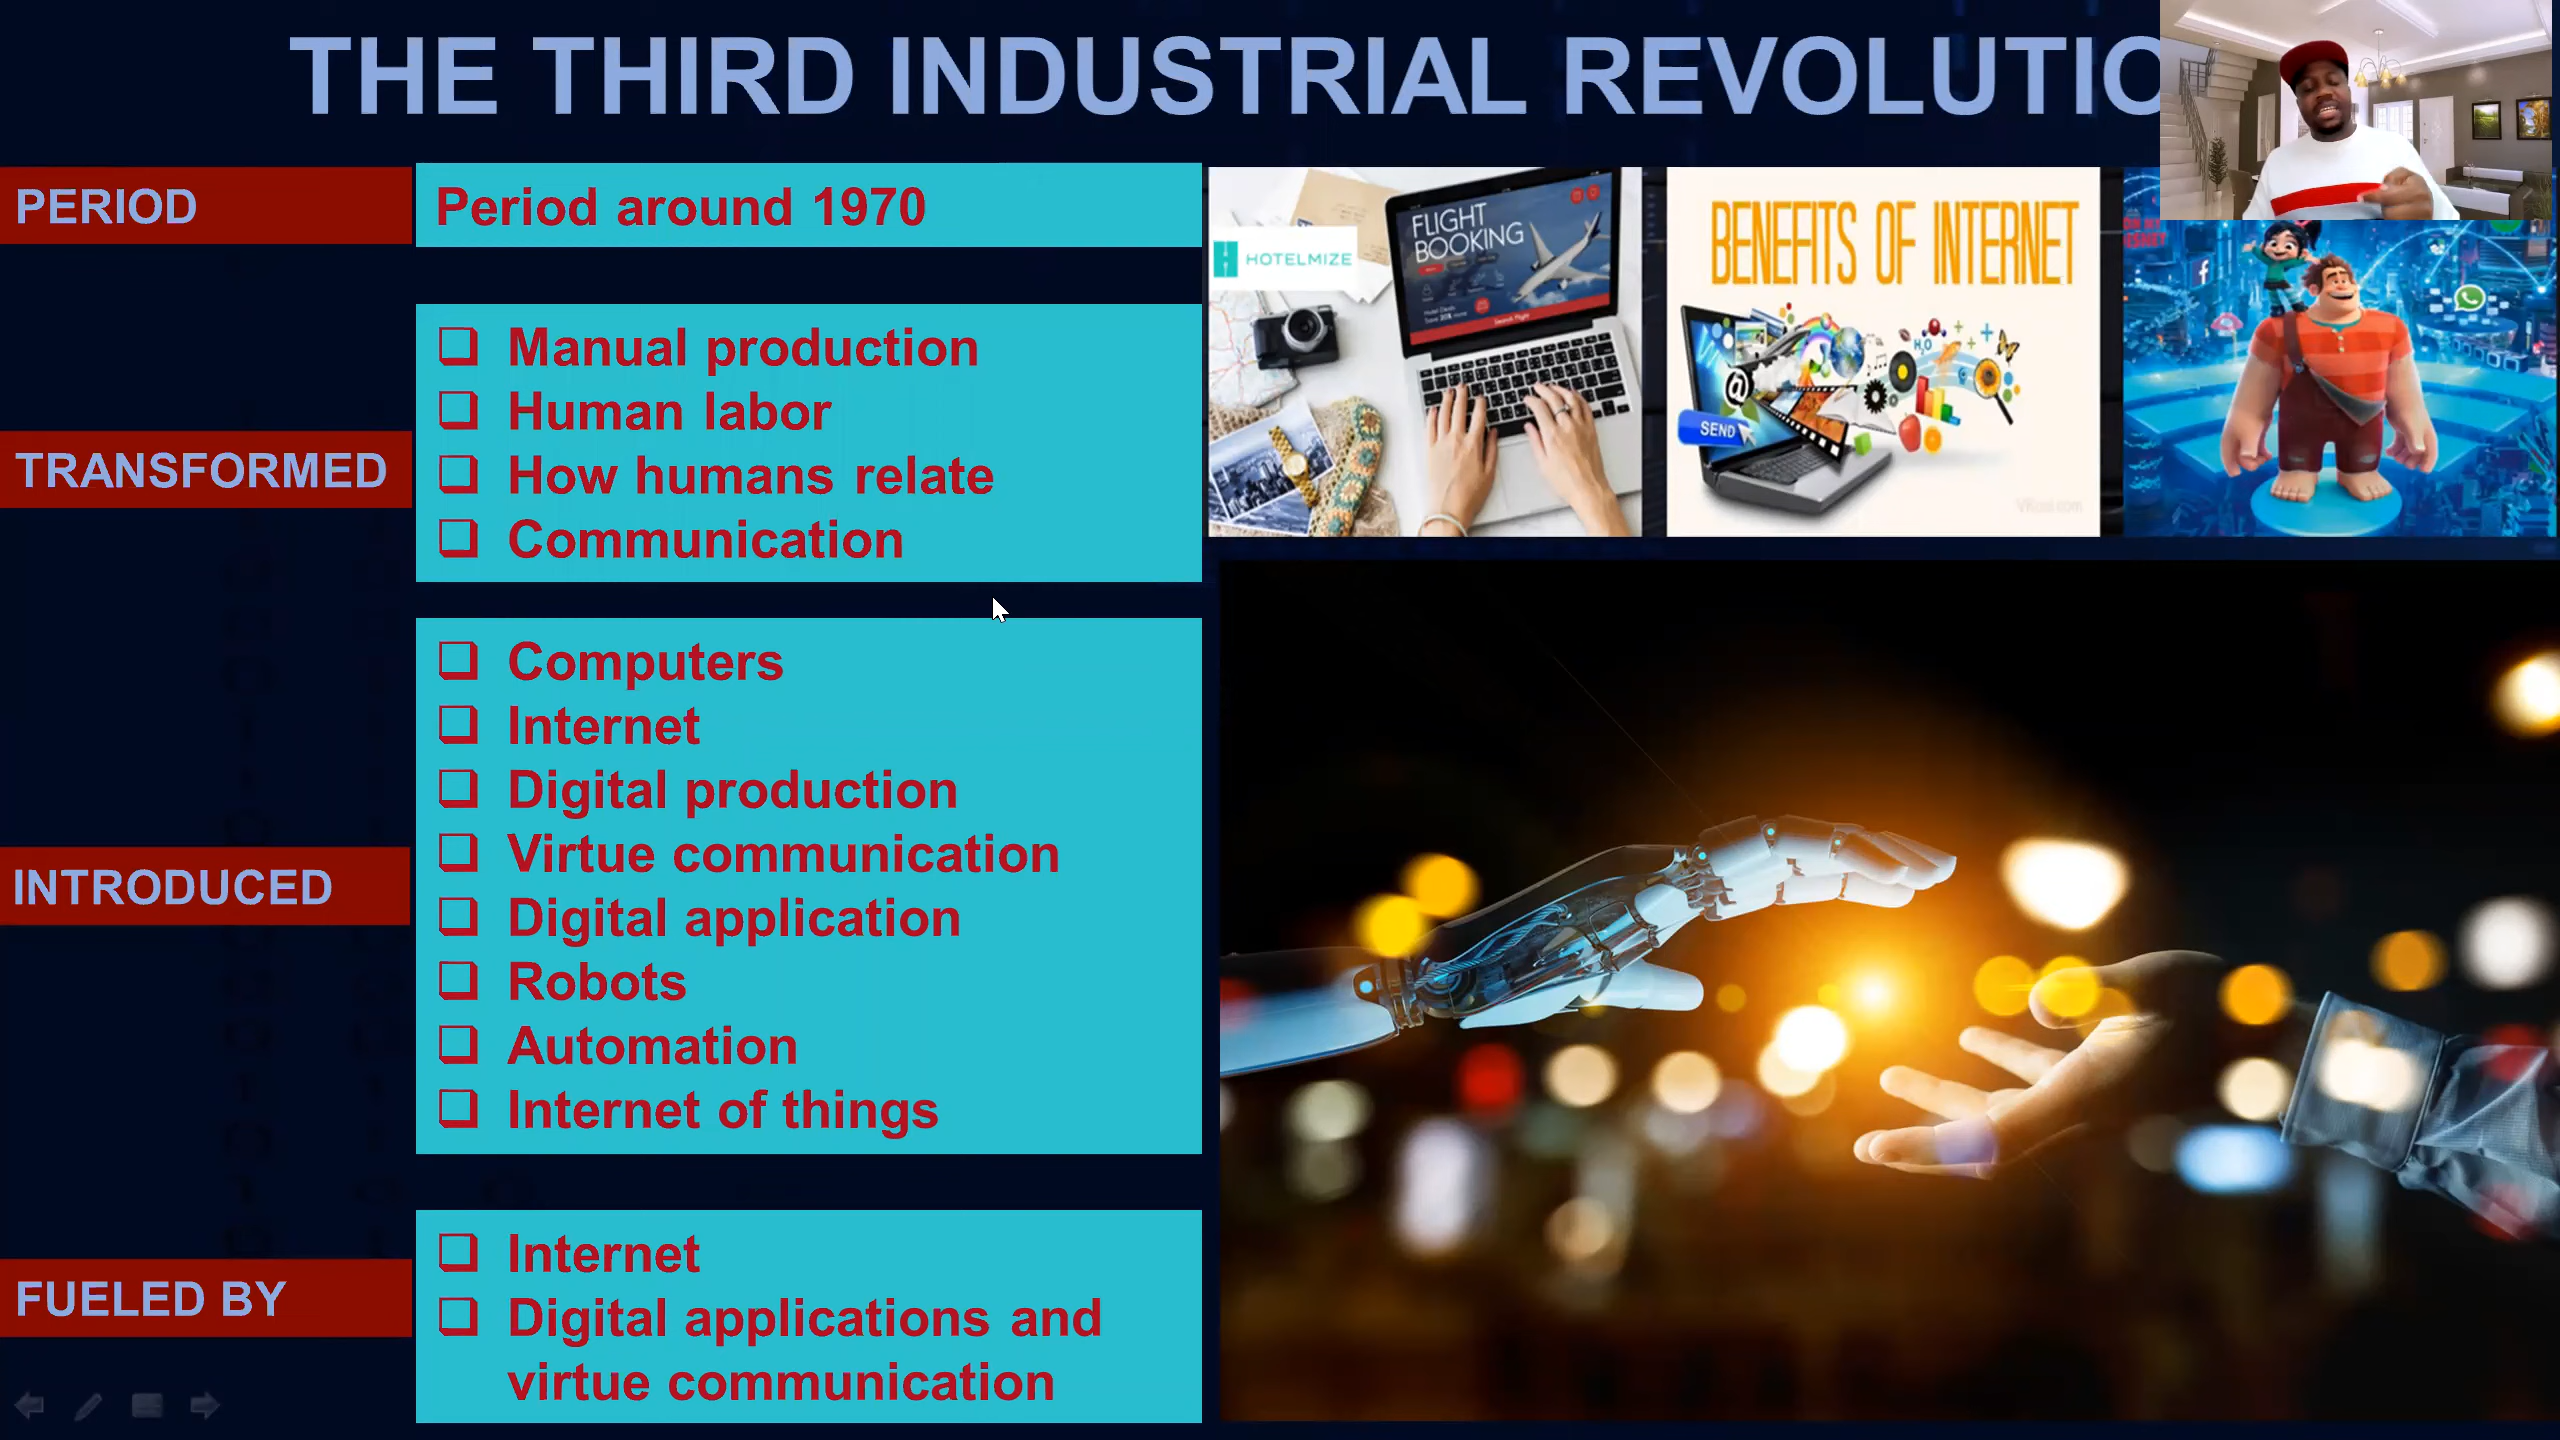 THE THIRD INDUSTRIAL REVOLUTIO
PERIOD
Period around 1970
TRANSFORMED
Manual production
Human labor
How humans relate
Communication
INTRODUCED
Computers
Internet
Digital production
Virtue communication
Digital application
Robots
Automation
Internet of things
FUELED BY
Internet
Digital applications and
virtue communication
HOTELMIZE
FLIGHT
BOOKING
BENEFITS OF INTERNET
@
H₂O
SEND